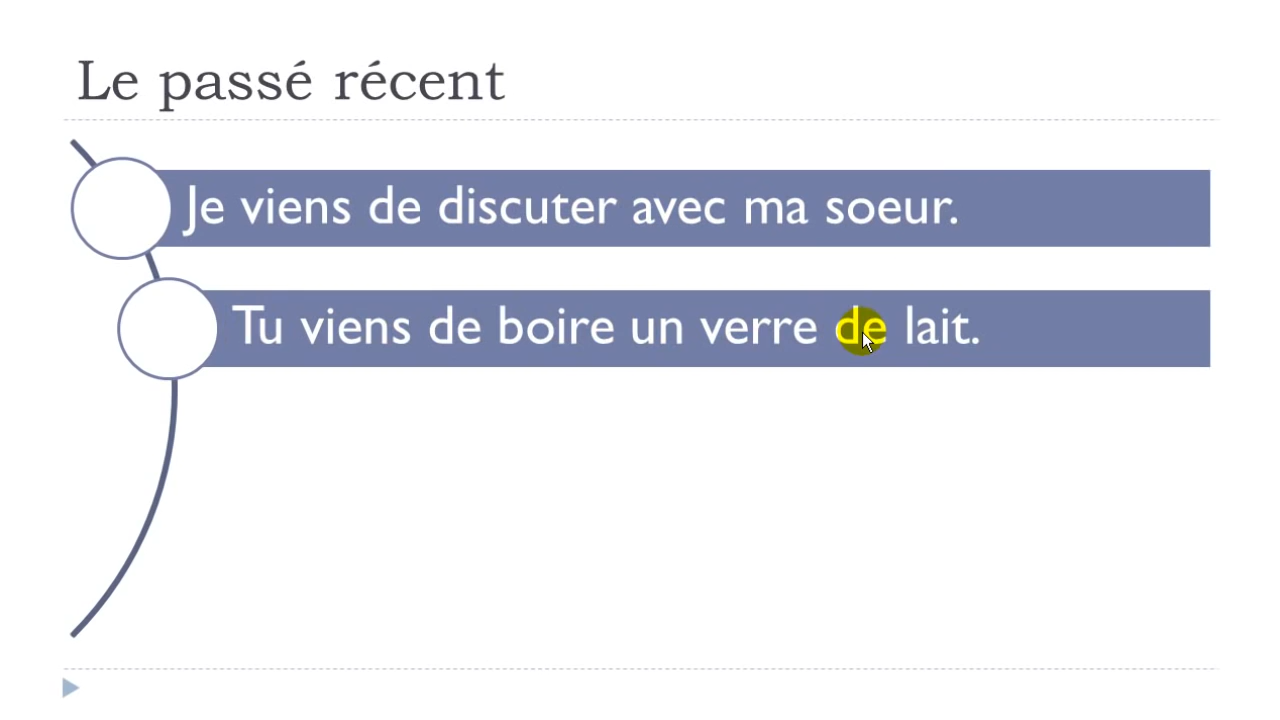 Le passé récent
Je viens de discuter avec ma soeur.
Tu viens de boire un verre de lait.